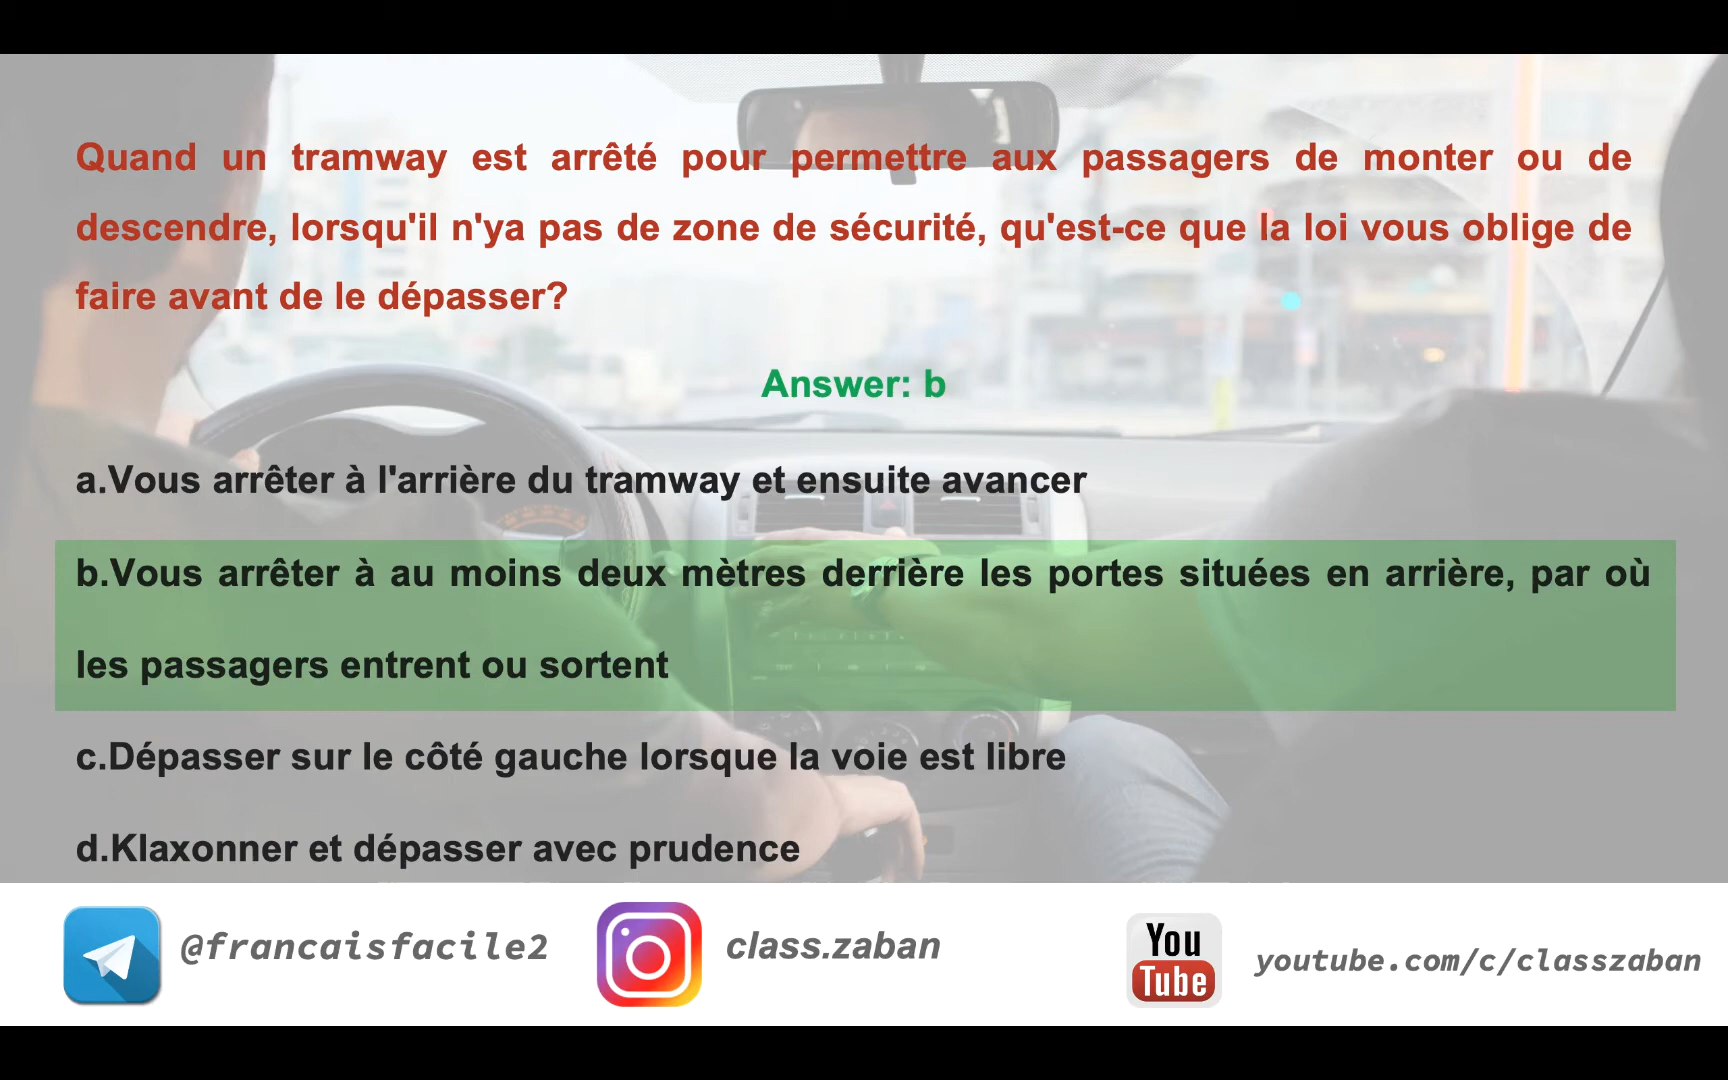 Quand un tramway est arrêté pour permettre aux passagers de monter ou de
descendre, lorsqu'il n'ya pas de zone de sécurité, qu'est-ce que la loi vous oblige de
faire avant de le dépasser?
Answer: b
a.Vous arrêter à l'arrière du tramway et ensuite avancer
b.Vous arrêter à au moins deux mètres derrière les portes situées en arrière, par où
les passagers entrent ou sortent
c.Dépasser sur le côté gauche lorsque la voie est libre
d.Klaxonner et dépasser avec prudence
@francaisfacile2
class.zaban
You
Tube
youtube.com/c/classzaban